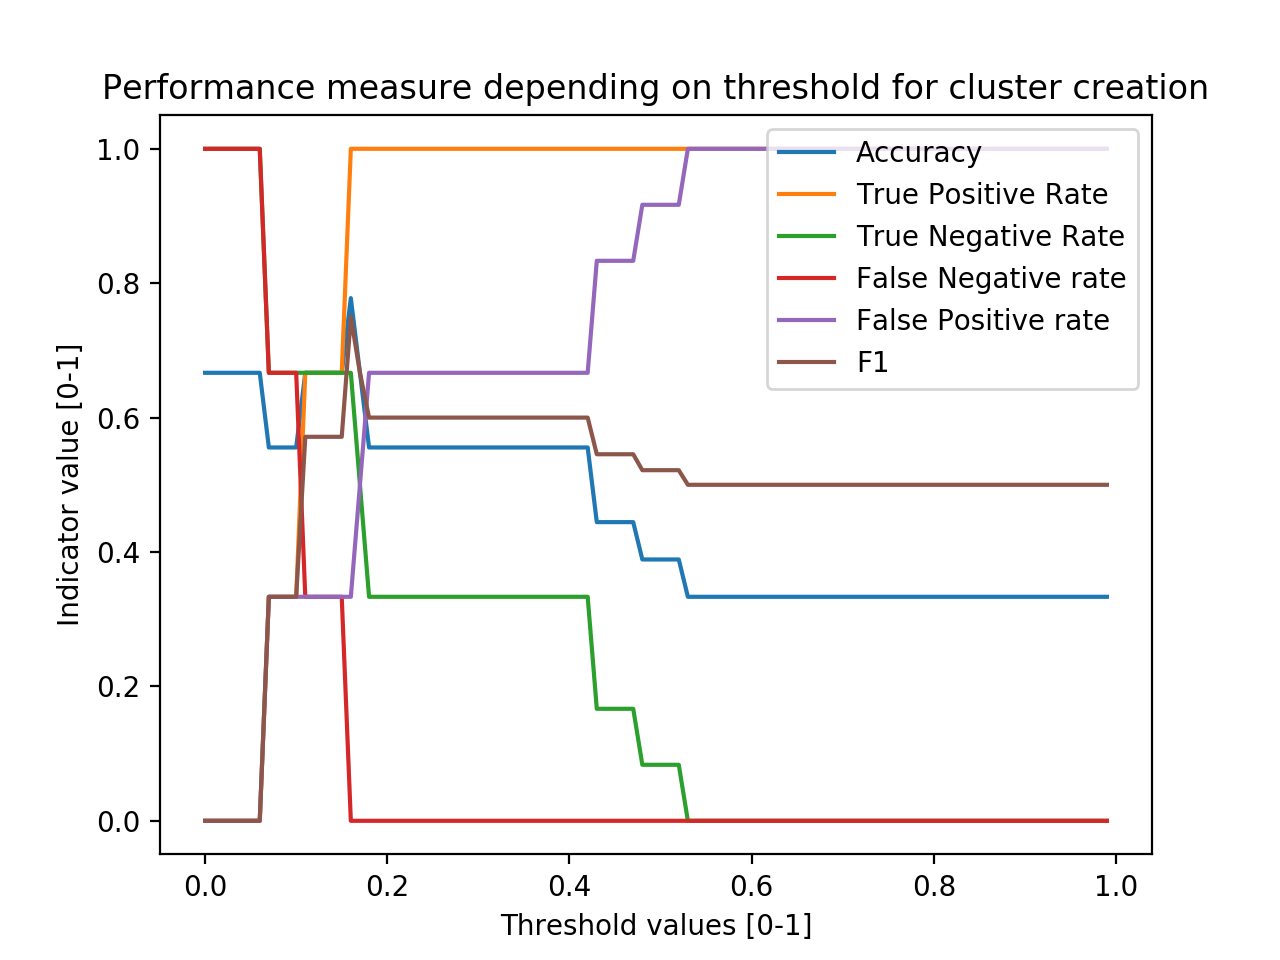 Performance measure depending on threshold for cluster creation
1.0
0.8
0.6
0.4
0.2
0.0
Indicator value [0-1]
Accuracy
True Positive Rate
True Negative Rate
False Negative rate
False Positive rate
F1
0.0 0.2 0.4 0.6 0.8 1.0
Threshold values [0-1]